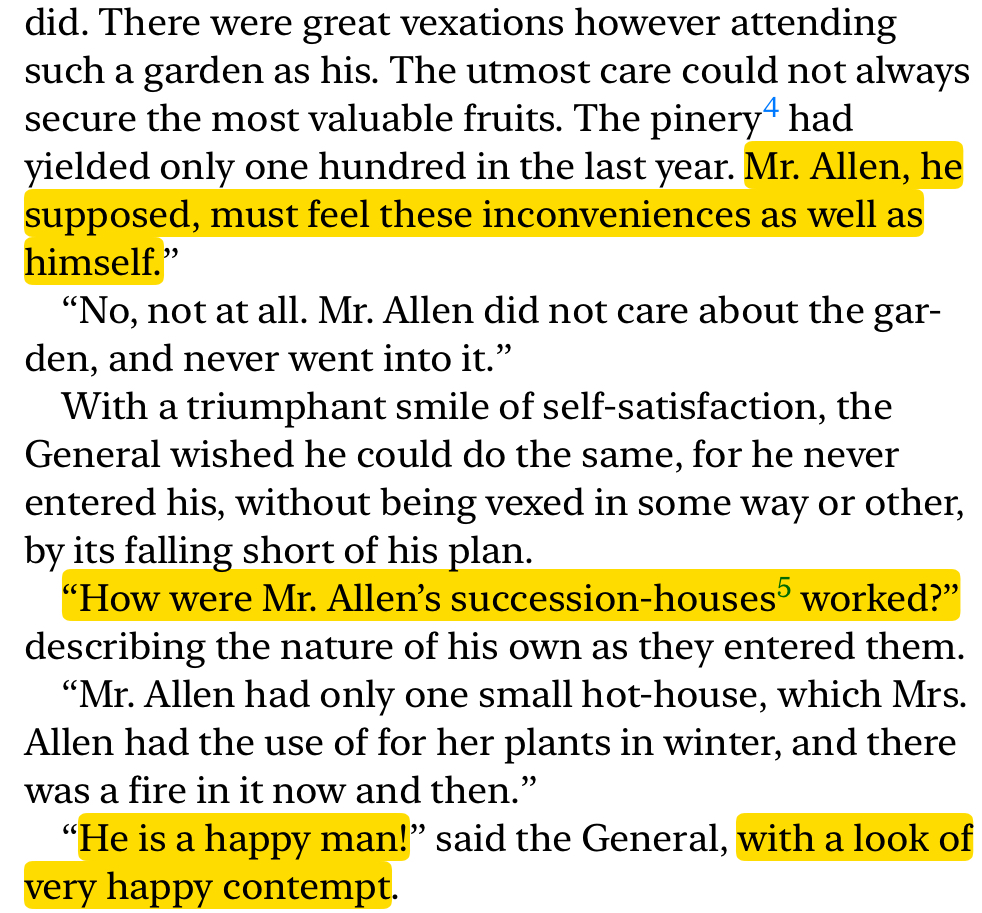 did. There were great vexations however attending
such a garden as his. The utmost care could not always
secure the most valuable fruits. The pinery4 had
yielded only one hundred in the last year. Mr. Allen, he
supposed, must feel these inconveniences as well as
himself.”
“No, not at all. Mr. Allen did not care about the gar-
den, and never went into it.”
With a triumphant smile of self-satisfaction, the
General wished he could do the same, for he never
entered his, without being vexed in some way or other,
by its falling short of his plan.
“How were Mr. Allen’s succession-houses5 worked?”
describing the nature of his own as they entered them.
“Mr. Allen had only one small hot-house, which Mrs.
Allen had the use of for her plants in winter, and there
was a fire in it now and then.”
“He is a happy man!” said the General, with a look of
very happy contempt.